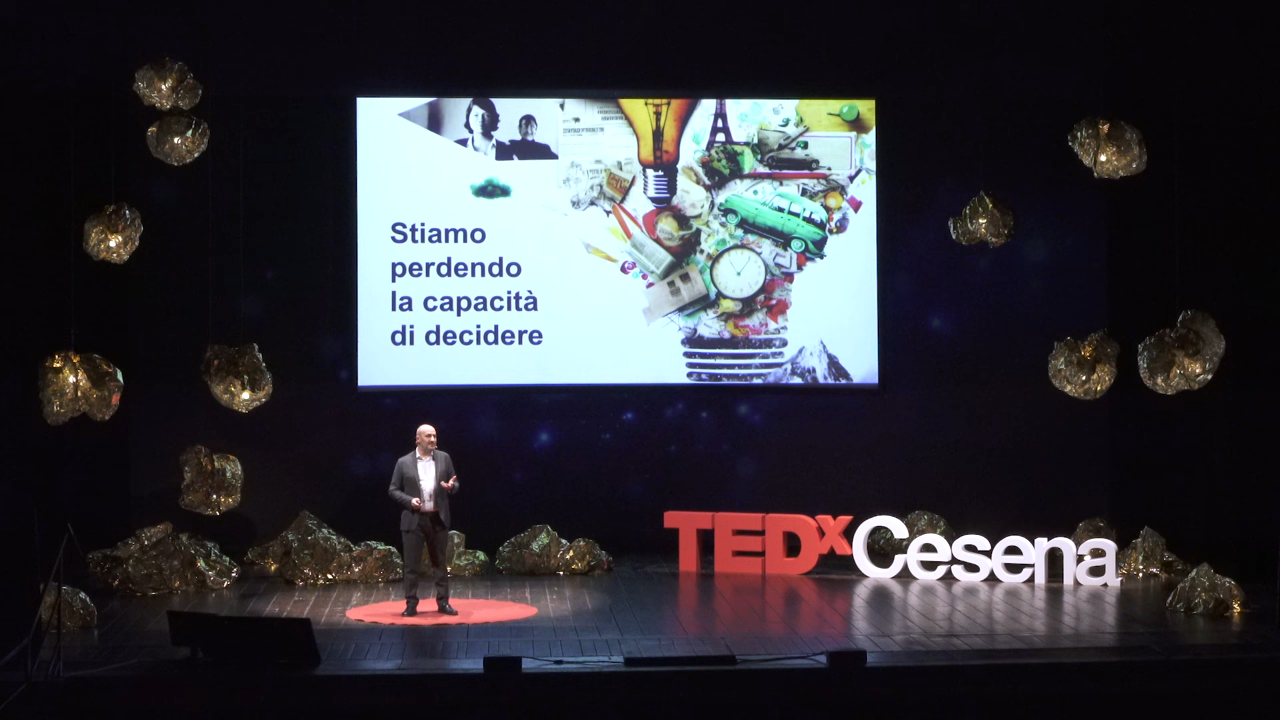 Stiamo
perdendo
la capacità
di decidere
TEDxCesena